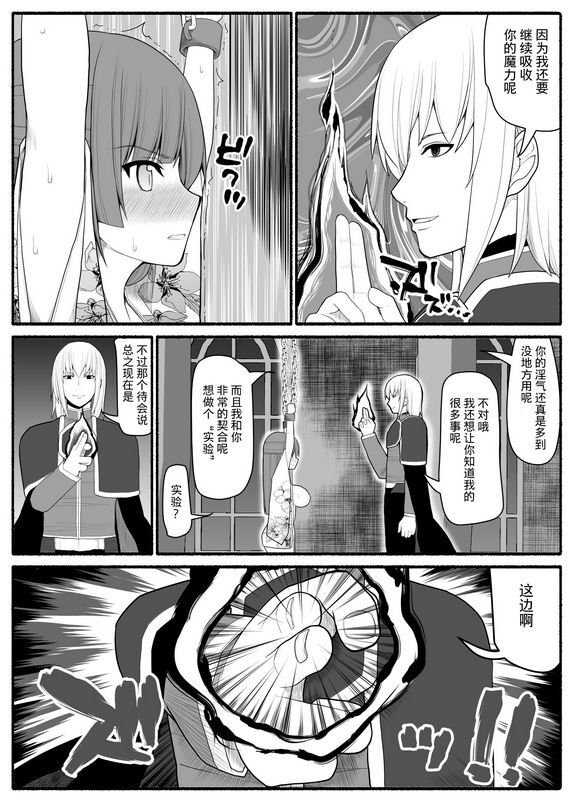 因为我还要
继续吸收
你的魔力呢
你的淫气还真是多到
没地方用呢
不对哦
我还想让你知道我的
很多事呢
而且我和你
非常的契合呢
想做个“实验”
实验？
不过那个待会说
总之现在是
这边啊